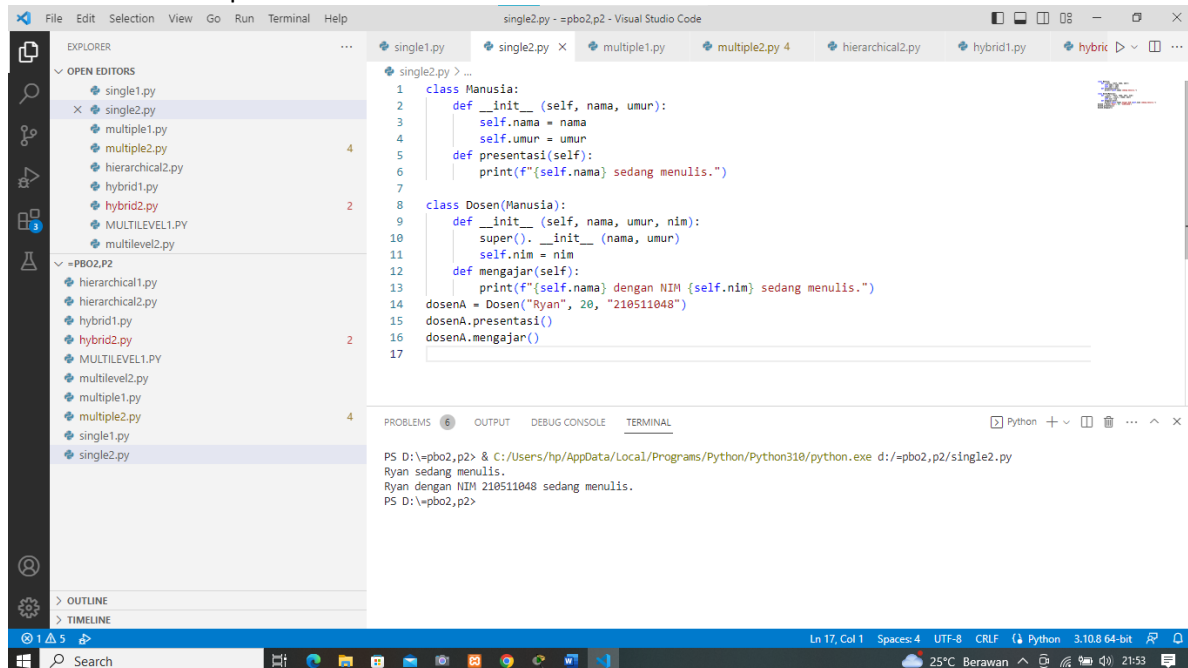 File Edit Selection View Go Run Terminal Help
single2.py - =pbo2,p2 - Visual Studio Code
EXPLORER
OPEN EDITORS
single1.py
single2.py
multiple1.py
multiple2.py 4
hierarchical2.py
hybrid1.py
hybrid2.py 2
MULTILEVEL1.PY
multilevel2.py
=PBO2,P2
hierarchical1.py
hierarchical2.py
hybrid1.py
hybrid2.py 2
MULTILEVEL1.PY
multilevel2.py
multiple1.py
multiple2.py 4
single1.py
single2.py
OUTLINE
TIMELINE
3
single1.py single2.py multiple1.py multiple2.py 4 hierarchical2.py hybrid1.py hybric
single2.py > ...
1 class Manusia:
2     def __init__ (self, nama, umur):
3         self.nama = nama
4         self.umur = umur
5     def presentasi(self):
6         print(f"{self.nama} sedang menulis.")
7
8 class Dosen(Manusia):
9     def __init__ (self, nama, umur, nim):
10         super(). __init__ (nama, umur)
11         self.nim = nim
12     def mengajar(self):
13         print(f"{self.nama} dengan NIM {self.nim} sedang menulis.")
14 dosenA = Dosen("Ryan", 20, "210511048")
15 dosenA.presentasi()
16 dosenA.mengajar()
17
PROBLEMS 6 OUTPUT DEBUG CONSOLE TERMINAL Python
PS D:\=pbo2,p2> & C:/Users/hp/AppData/Local/Programs/Python/Python310/python.exe d:/=pbo2,p2/single2.py
Ryan sedang menulis.
Ryan dengan NIM 210511048 sedang menulis.
PS D:\=pbo2,p2>
1 5 Ln 17, Col 1 Spaces: 4 UTF-8 CRLF Python 3.10.8 64-bit
Search 25°C Berawan 21:53